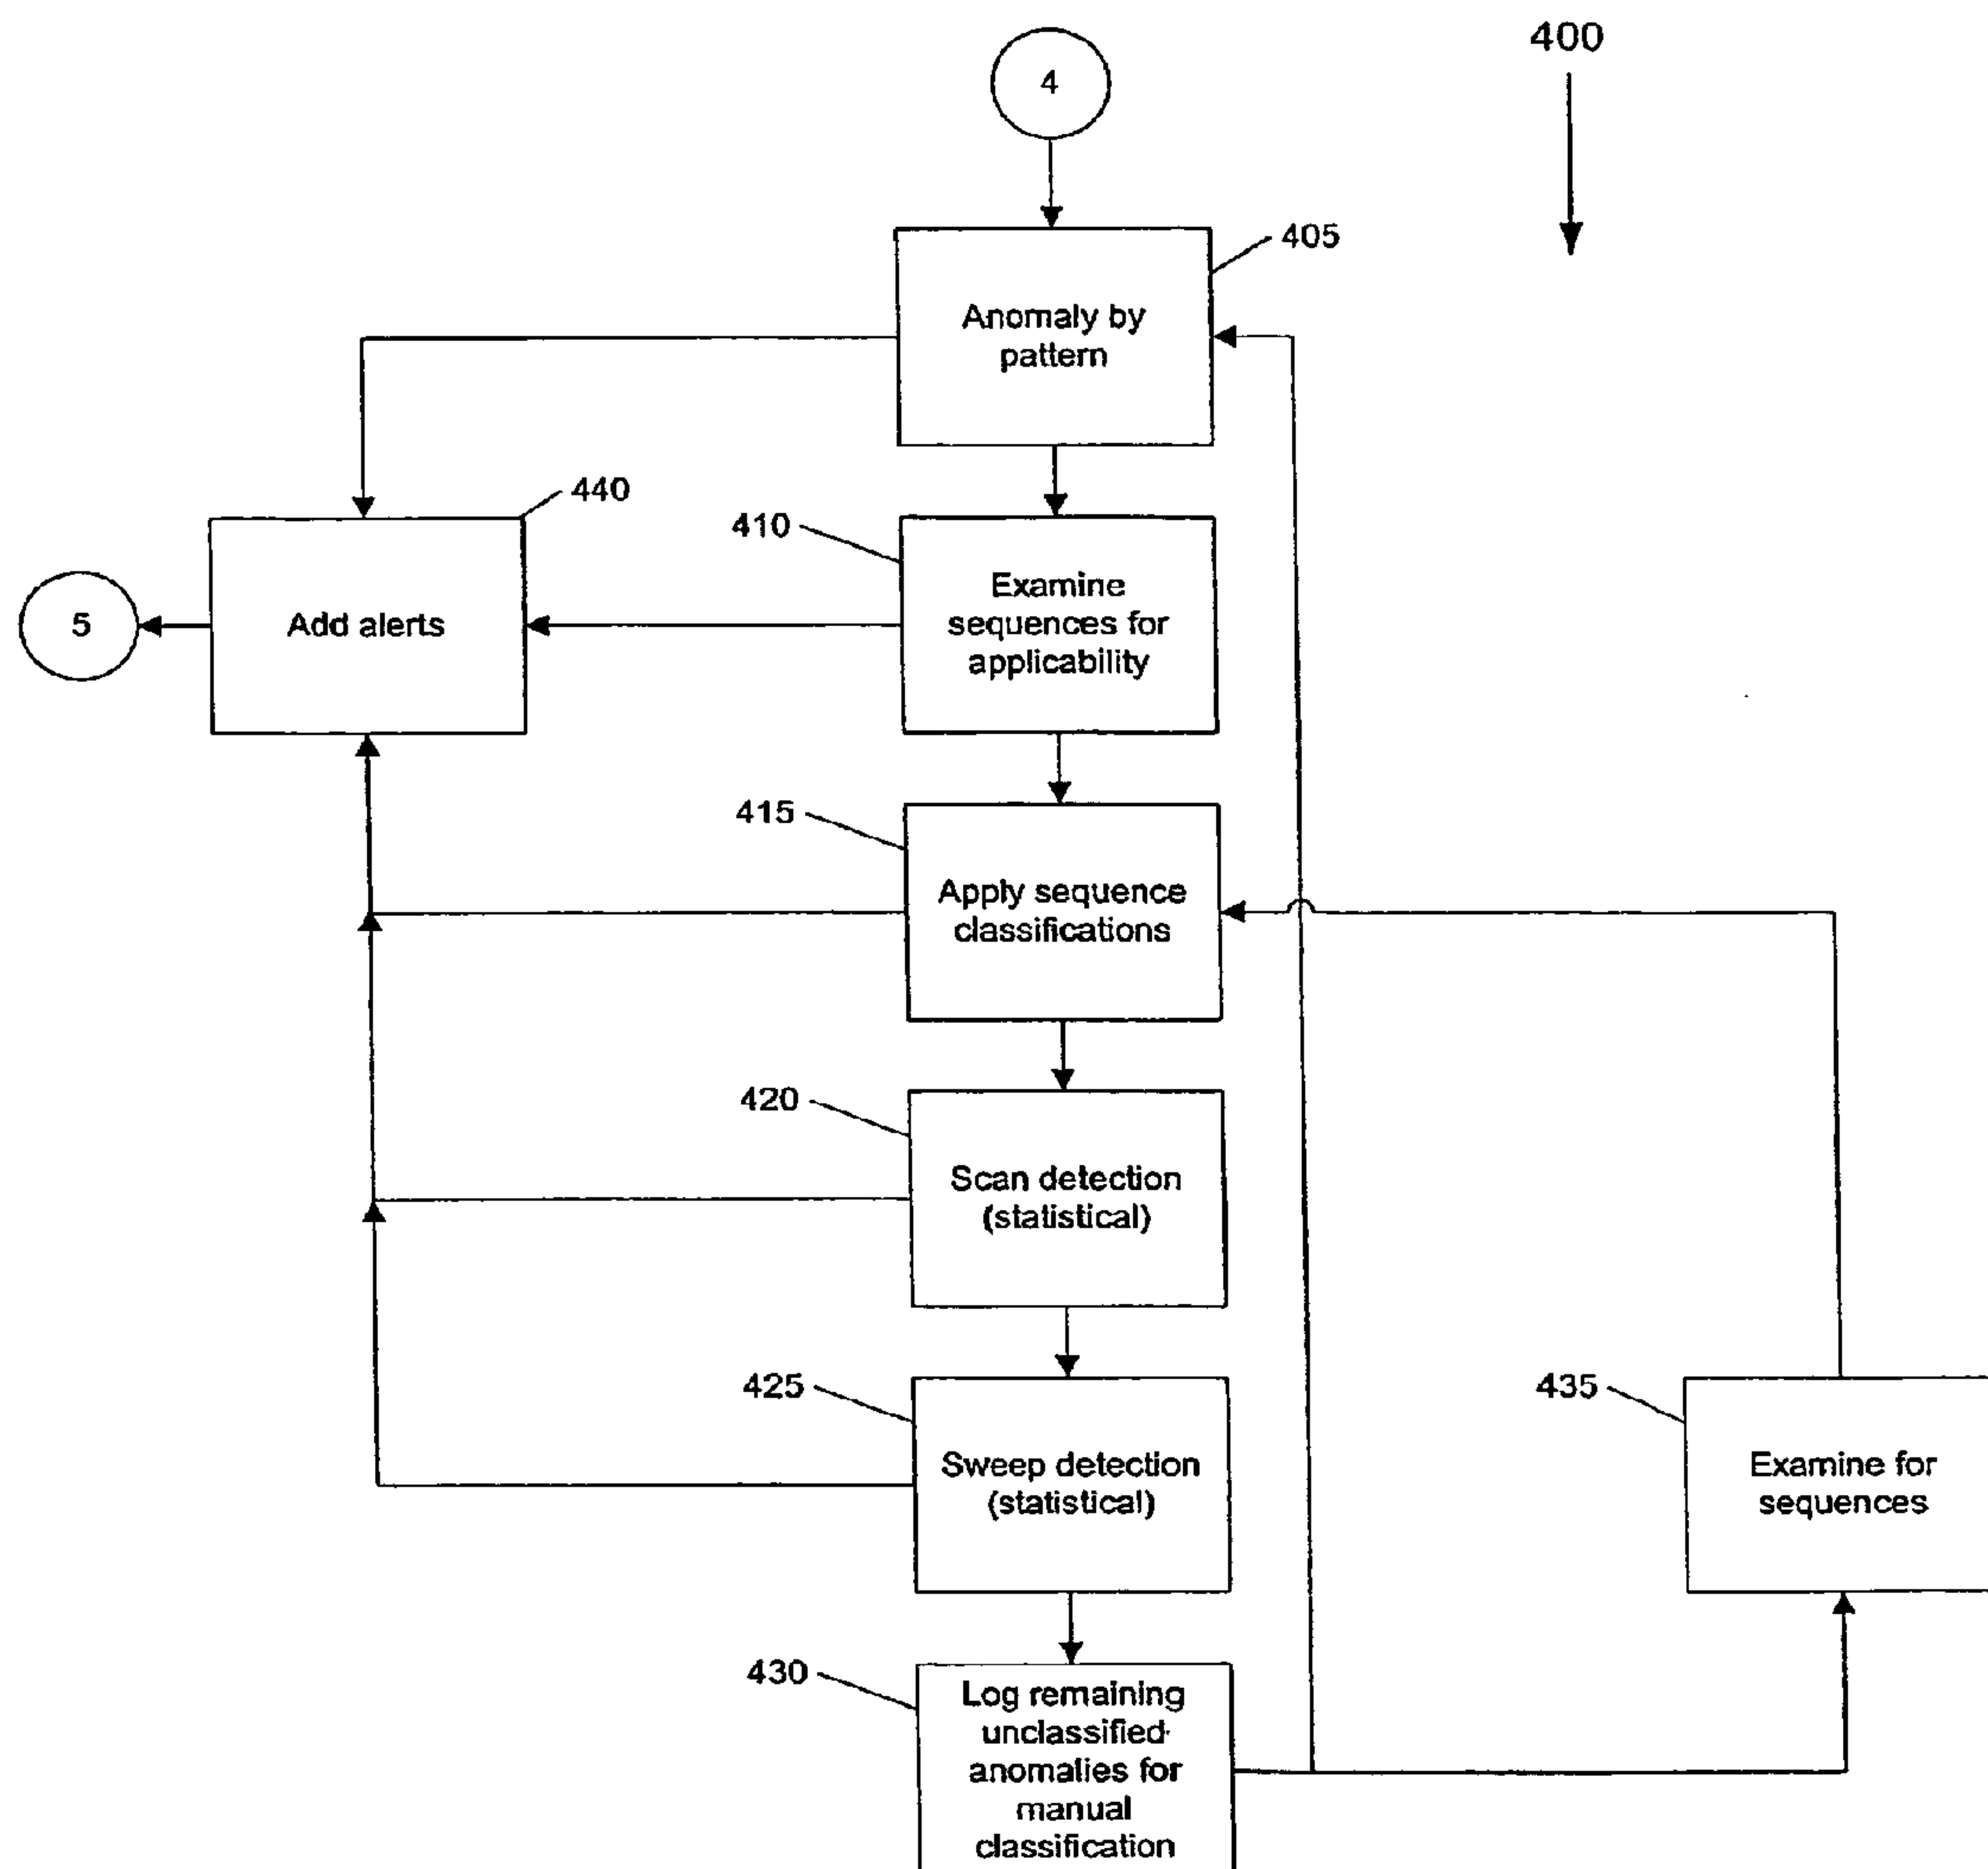 4
400
405
Anomaly by
pattern
440
410
5
Add alerts
Examine
sequences for
applicability
415
Apply sequence
classifications
420
Scan detection
(statistical)
425
435
Sweep detection
(statistical)
Examine for
sequences
430
Log remaining
unclassified
anomalies for
manual
classification